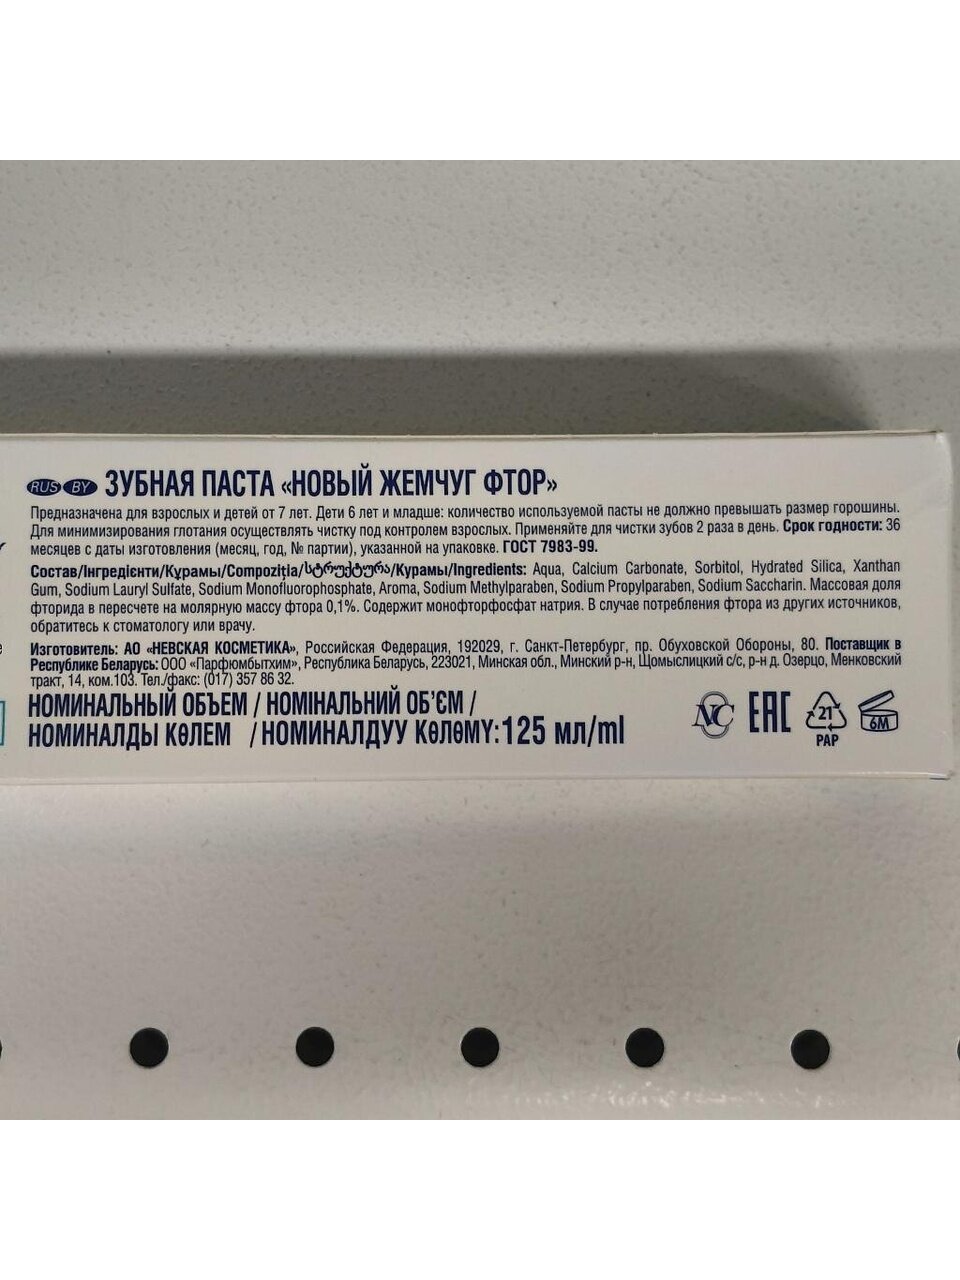 RUS BY ЗУБНАЯ ПАСТА «НОВЫЙ ЖЕМЧУГ ФТОР»
Предназначена для взрослых и детей от 7 лет. Дети 6 лет и младше: количество используемой пасты не должно превышать размер горошины.
Для минимизирования глотания осуществлять чистку под контролем взрослых. Применяйте для чистки зубов 2 раза в день. Срок годности: 36
месяцев с даты изготовления (месяц, год, № партии), указанной на упаковке. ГОСТ 7983-99.
Состав/Інгредієнти/Құрамы/Compoziția/სტრუქტურა/Курамы/Ingredients: Aqua, Calcium Carbonate, Sorbitol, Hydrated Silica, Xanthan
Gum, Sodium Lauryl Sulfate, Sodium Monofluorophosphate, Aroma, Sodium Methylparaben, Sodium Propylparaben, Sodium Saccharin. Массовая доля
фторида в пересчете на молярную массу фтора 0,1%. Содержит монофторфосфат натрия. В случае потребления фтора из других источников,
обратитесь к стоматологу или врачу.
Изготовитель: АО «НЕВСКАЯ КОСМЕТИКА», Российская Федерация, 192029, г. Санкт-Петербург, пр. Обуховской Обороны, 80. Поставщик в
Республике Беларусь: ООО «Парфюмбытхим», Республика Беларусь, 223021, Минская обл., Минский р-н, Щомыслицкий с/с, р-н д. Озерцо, Менковский
тракт, 14, ком.103. Тел./факс: (017) 357 86 32.
НОМИНАЛЬНЫЙ ОБЪЕМ / НОМІНАЛЬНИЙ ОБ'ЄМ /
НОМИНАЛДЫ КӨЛЕМ / НОМИНАЛДУУ КӨЛӨМҮ: 125 мл/ml
NC EAC 21 PAP 6M